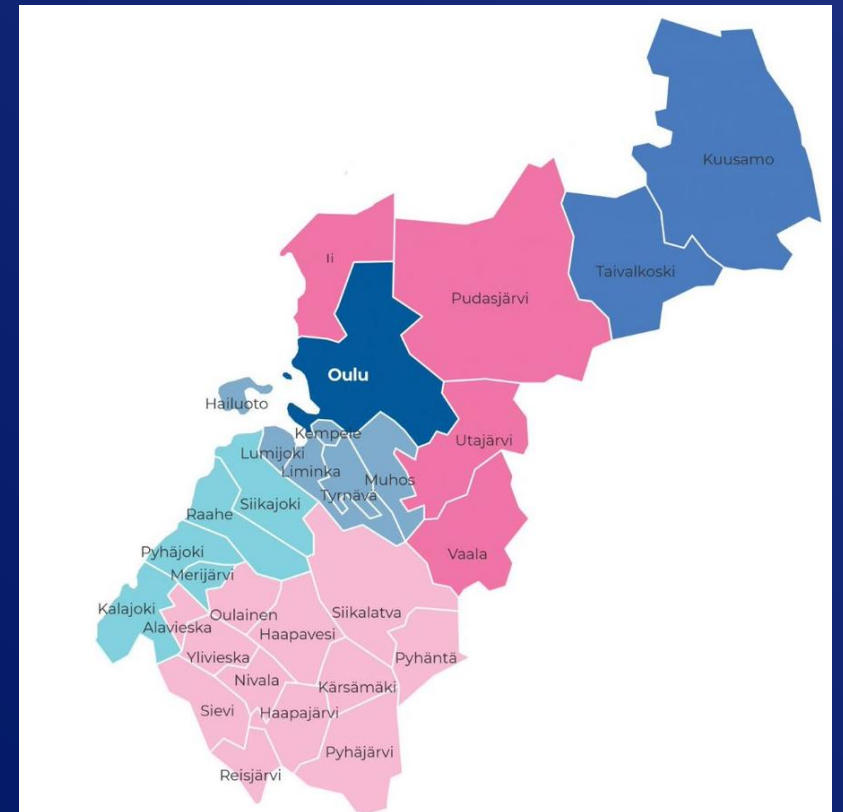 Kuusamo
Taivalkoski
Ii
Pudasjärvi
Oulu
Hailuoto
Kempele
Utajärvi
Lumijoki
Liminka
Muhos
Tyrnävä
Siikajoki
Raahe
Pyhäjoki
Vaala
Merijärvi
Kalajoki
Oulainen
Siikalatva
Alavieska
Haapavesi
Ylivieska
Pyhäntä
Nivala
Kärsämäki
Sievi
Haapajärvi
Pyhäjärvi
Reisjärvi